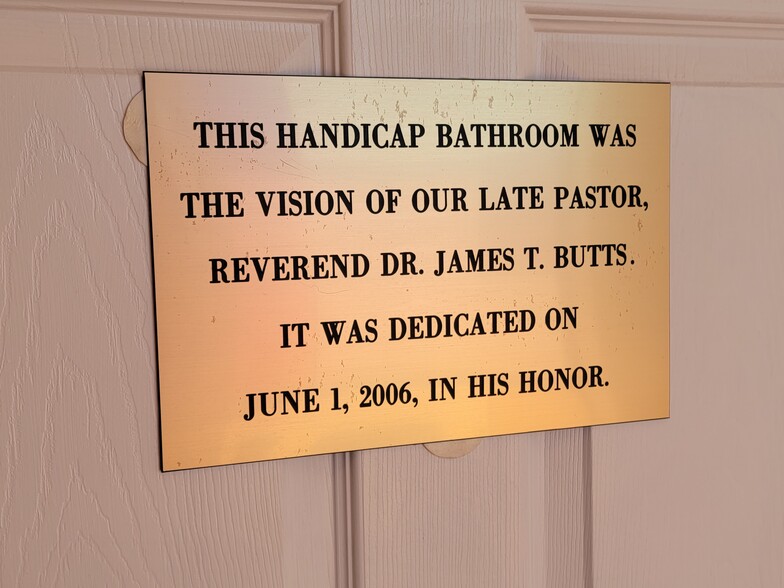 THIS HANDICAP BATHROOM WAS
THE VISION OF OUR LATE PASTOR,
REVEREND DR. JAMES T. BUTTS.
IT WAS DEDICATED ON
JUNE 1, 2006, IN HIS HONOR.